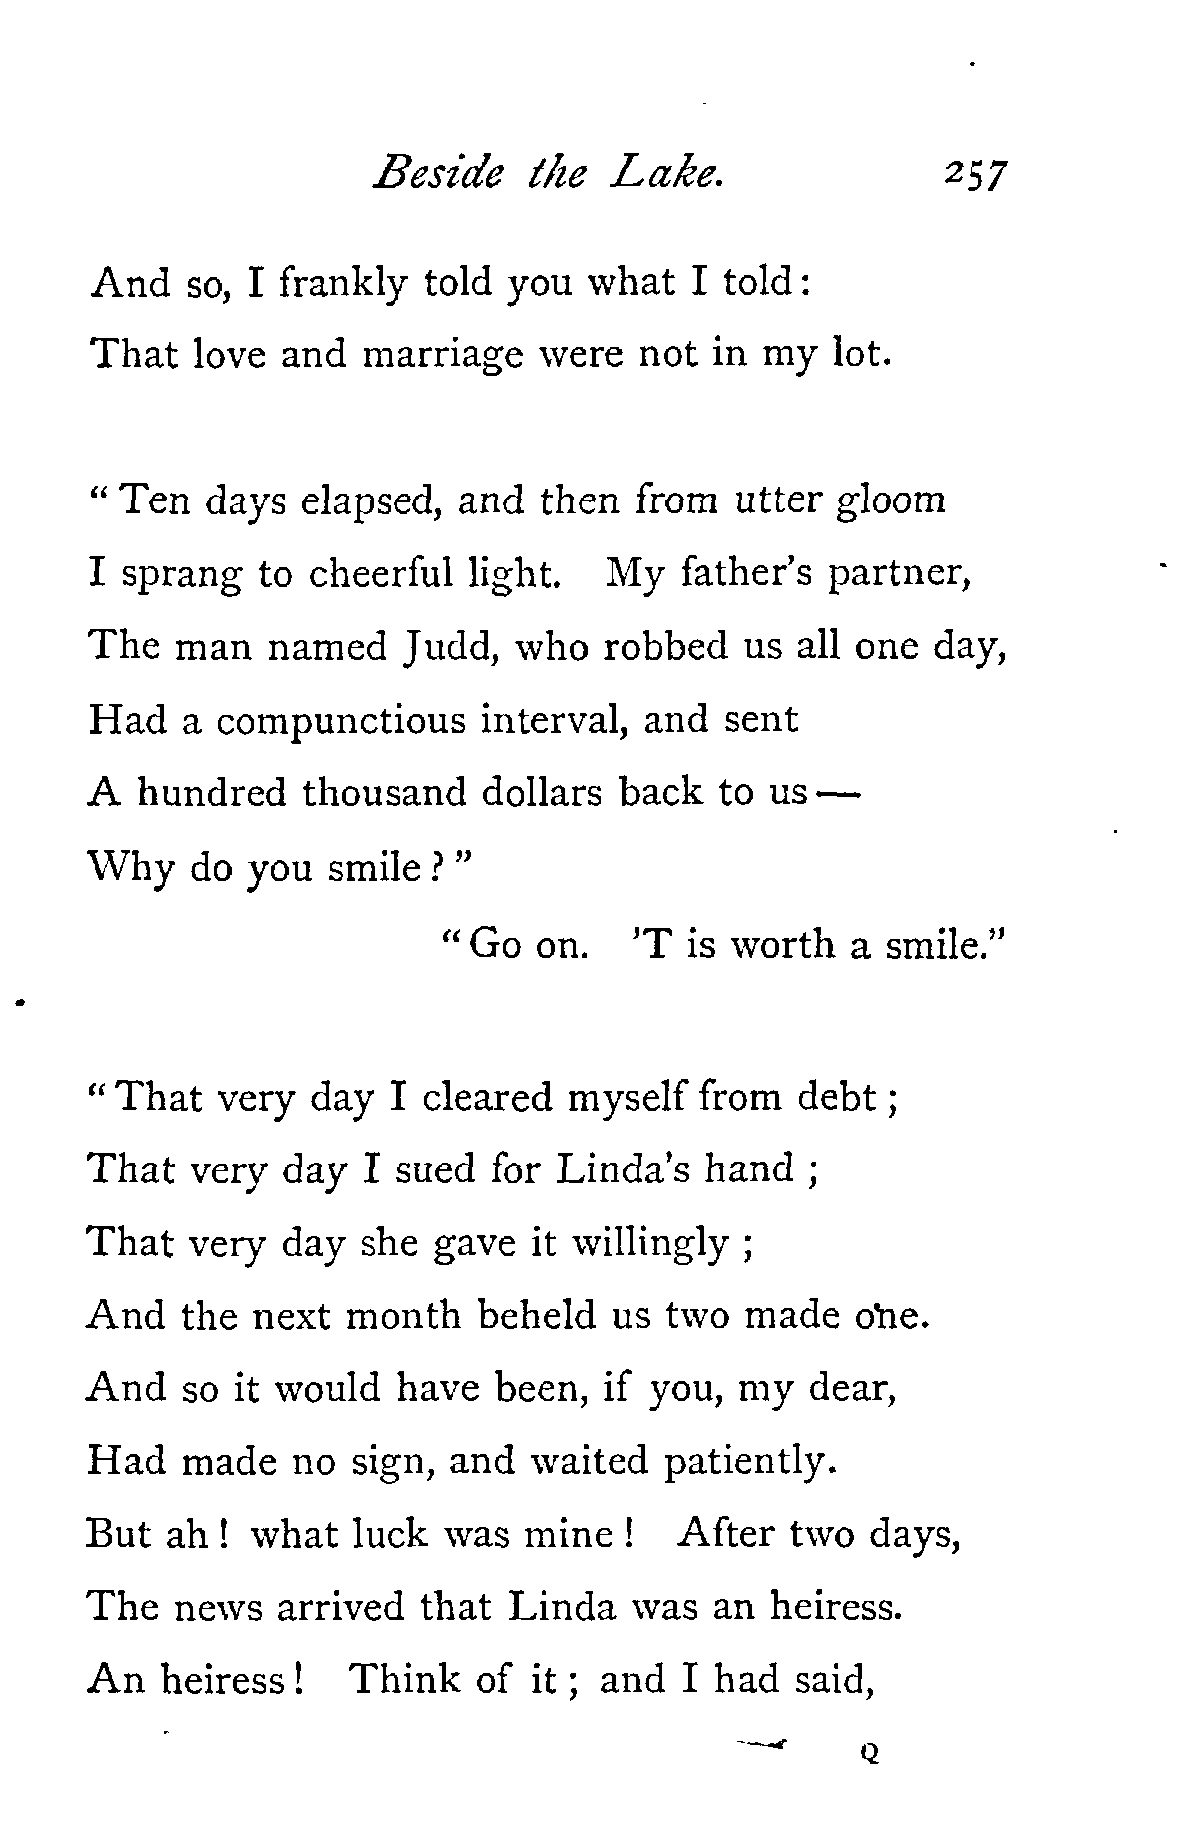 Beside the Lake. 257
And so, I frankly told you what I told:
That love and marriage were not in my lot.
“ Ten days elapsed, and then from utter gloom
I sprang to cheerful light. My father's partner,
The man named Judd, who robbed us all one day,
Had a compunctious interval, and sent
A hundred thousand dollars back to us—
Why do you smile ? ”
“ Go on. 'T is worth a smile.”
“ That very day I cleared myself from debt ;
That very day I sued for Linda's hand ;
That very day she gave it willingly ;
And the next month beheld us two made one.
And so it would have been, if you, my dear,
Had made no sign, and waited patiently.
But ah ! what luck was mine ! After two days,
The news arrived that Linda was an heiress.
An heiress ! Think of it ; and I had said,
Q